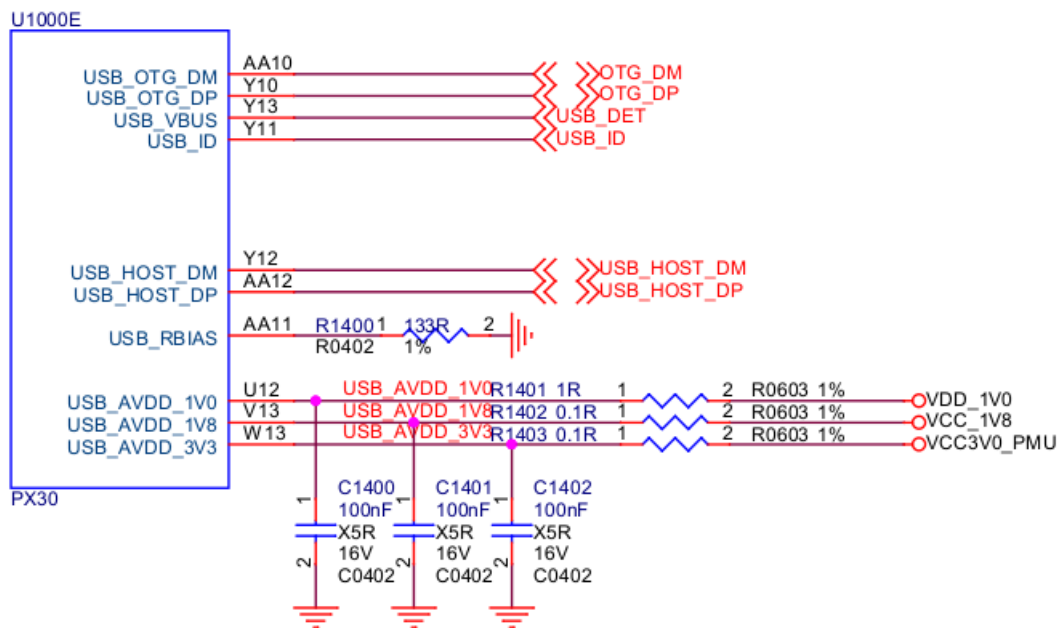 U1000E
USB_OTG_DM AA10 OTG_DM
USB_OTG_DP Y10 OTG_DP
USB_VBUS Y13 USB_DET
USB_ID Y11 USB_ID
USB_HOST_DM Y12 USB_HOST_DM
USB_HOST_DP AA12 USB_HOST_DP
USB_RBIAS AA11 R1400 1 133R 2
R0402 1%
USB_AVDD_1V0 U12 USB_AVDD_1V0 R1401 1R 1 2 R0603 1% VDD_1V0
USB_AVDD_1V8 V13 USB_AVDD_1V8 R1402 0.1R 1 2 R0603 1% VCC_1V8
USB_AVDD_3V3 W13 USB_AVDD_3V3 R1403 0.1R 1 2 R0603 1% VCC3V0_PMU
PX30
1 C1400 1 C1401 1 C1402
100nF 100nF 100nF
X5R X5R X5R
2 16V 2 16V 2 16V
C0402 C0402 C0402